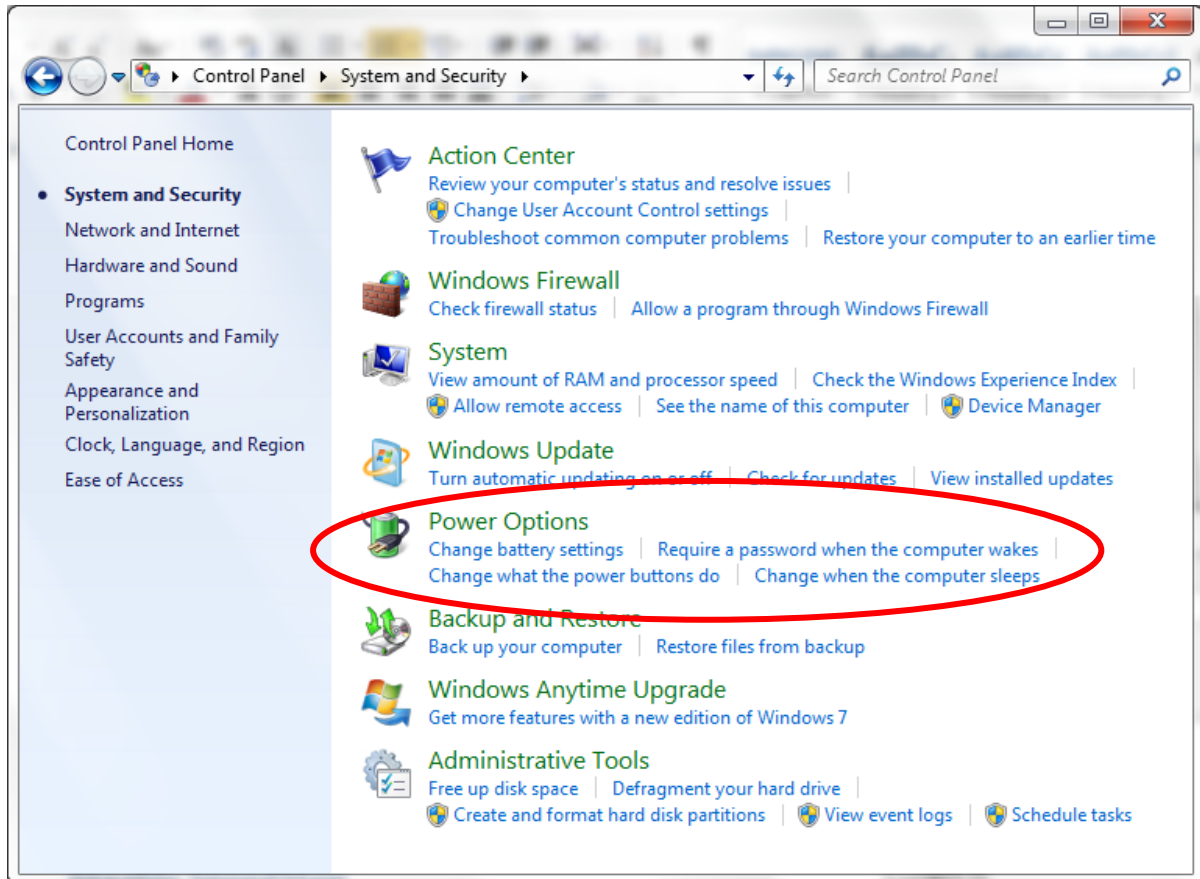 Control Panel System and Security Search Control Panel
Control Panel Home
System and Security
Network and Internet
Hardware and Sound
Programs
User Accounts and Family
Safety
Appearance and
Personalization
Clock, Language, and Region
Ease of Access
Action Center
Review your computer's status and resolve issues
Change User Account Control settings
Troubleshoot common computer problems Restore your computer to an earlier time
Windows Firewall
Check firewall status Allow a program through Windows Firewall
System
View amount of RAM and processor speed Check the Windows Experience Index
Allow remote access See the name of this computer Device Manager
Windows Update
Turn automatic updating on or off Check for updates View installed updates
Power Options
Change battery settings Require a password when the computer wakes
Change what the power buttons do Change when the computer sleeps
Backup and Restore
Back up your computer Restore files from backup
Windows Anytime Upgrade
Get more features with a new edition of Windows 7
Administrative Tools
Free up disk space Defragment your hard drive
Create and format hard disk partitions View event logs Schedule tasks